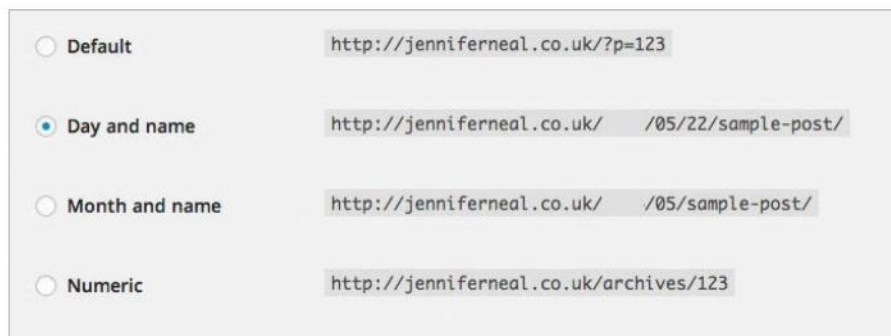 Default http://jenniferneal.co.uk/?p=123
Day and name http://jenniferneal.co.uk/ /05/22/sample-post/
Month and name http://jenniferneal.co.uk/ /05/sample-post/
Numeric http://jenniferneal.co.uk/archives/123